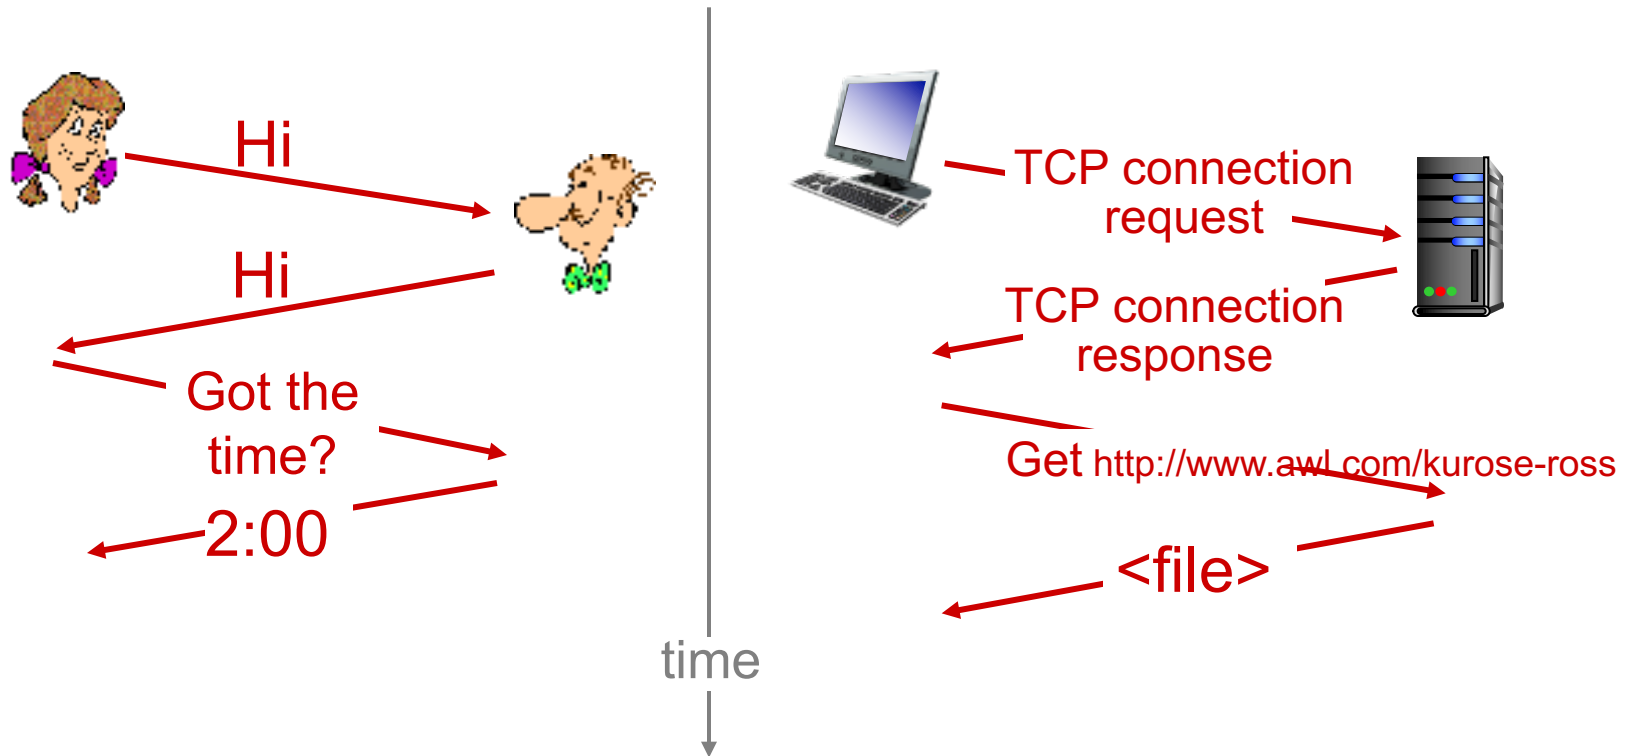 Hi
Hi
Got the
time?
2:00
TCP connection
request
TCP connection
response
Get http://www.awl.com/kurose-ross
<file>
time